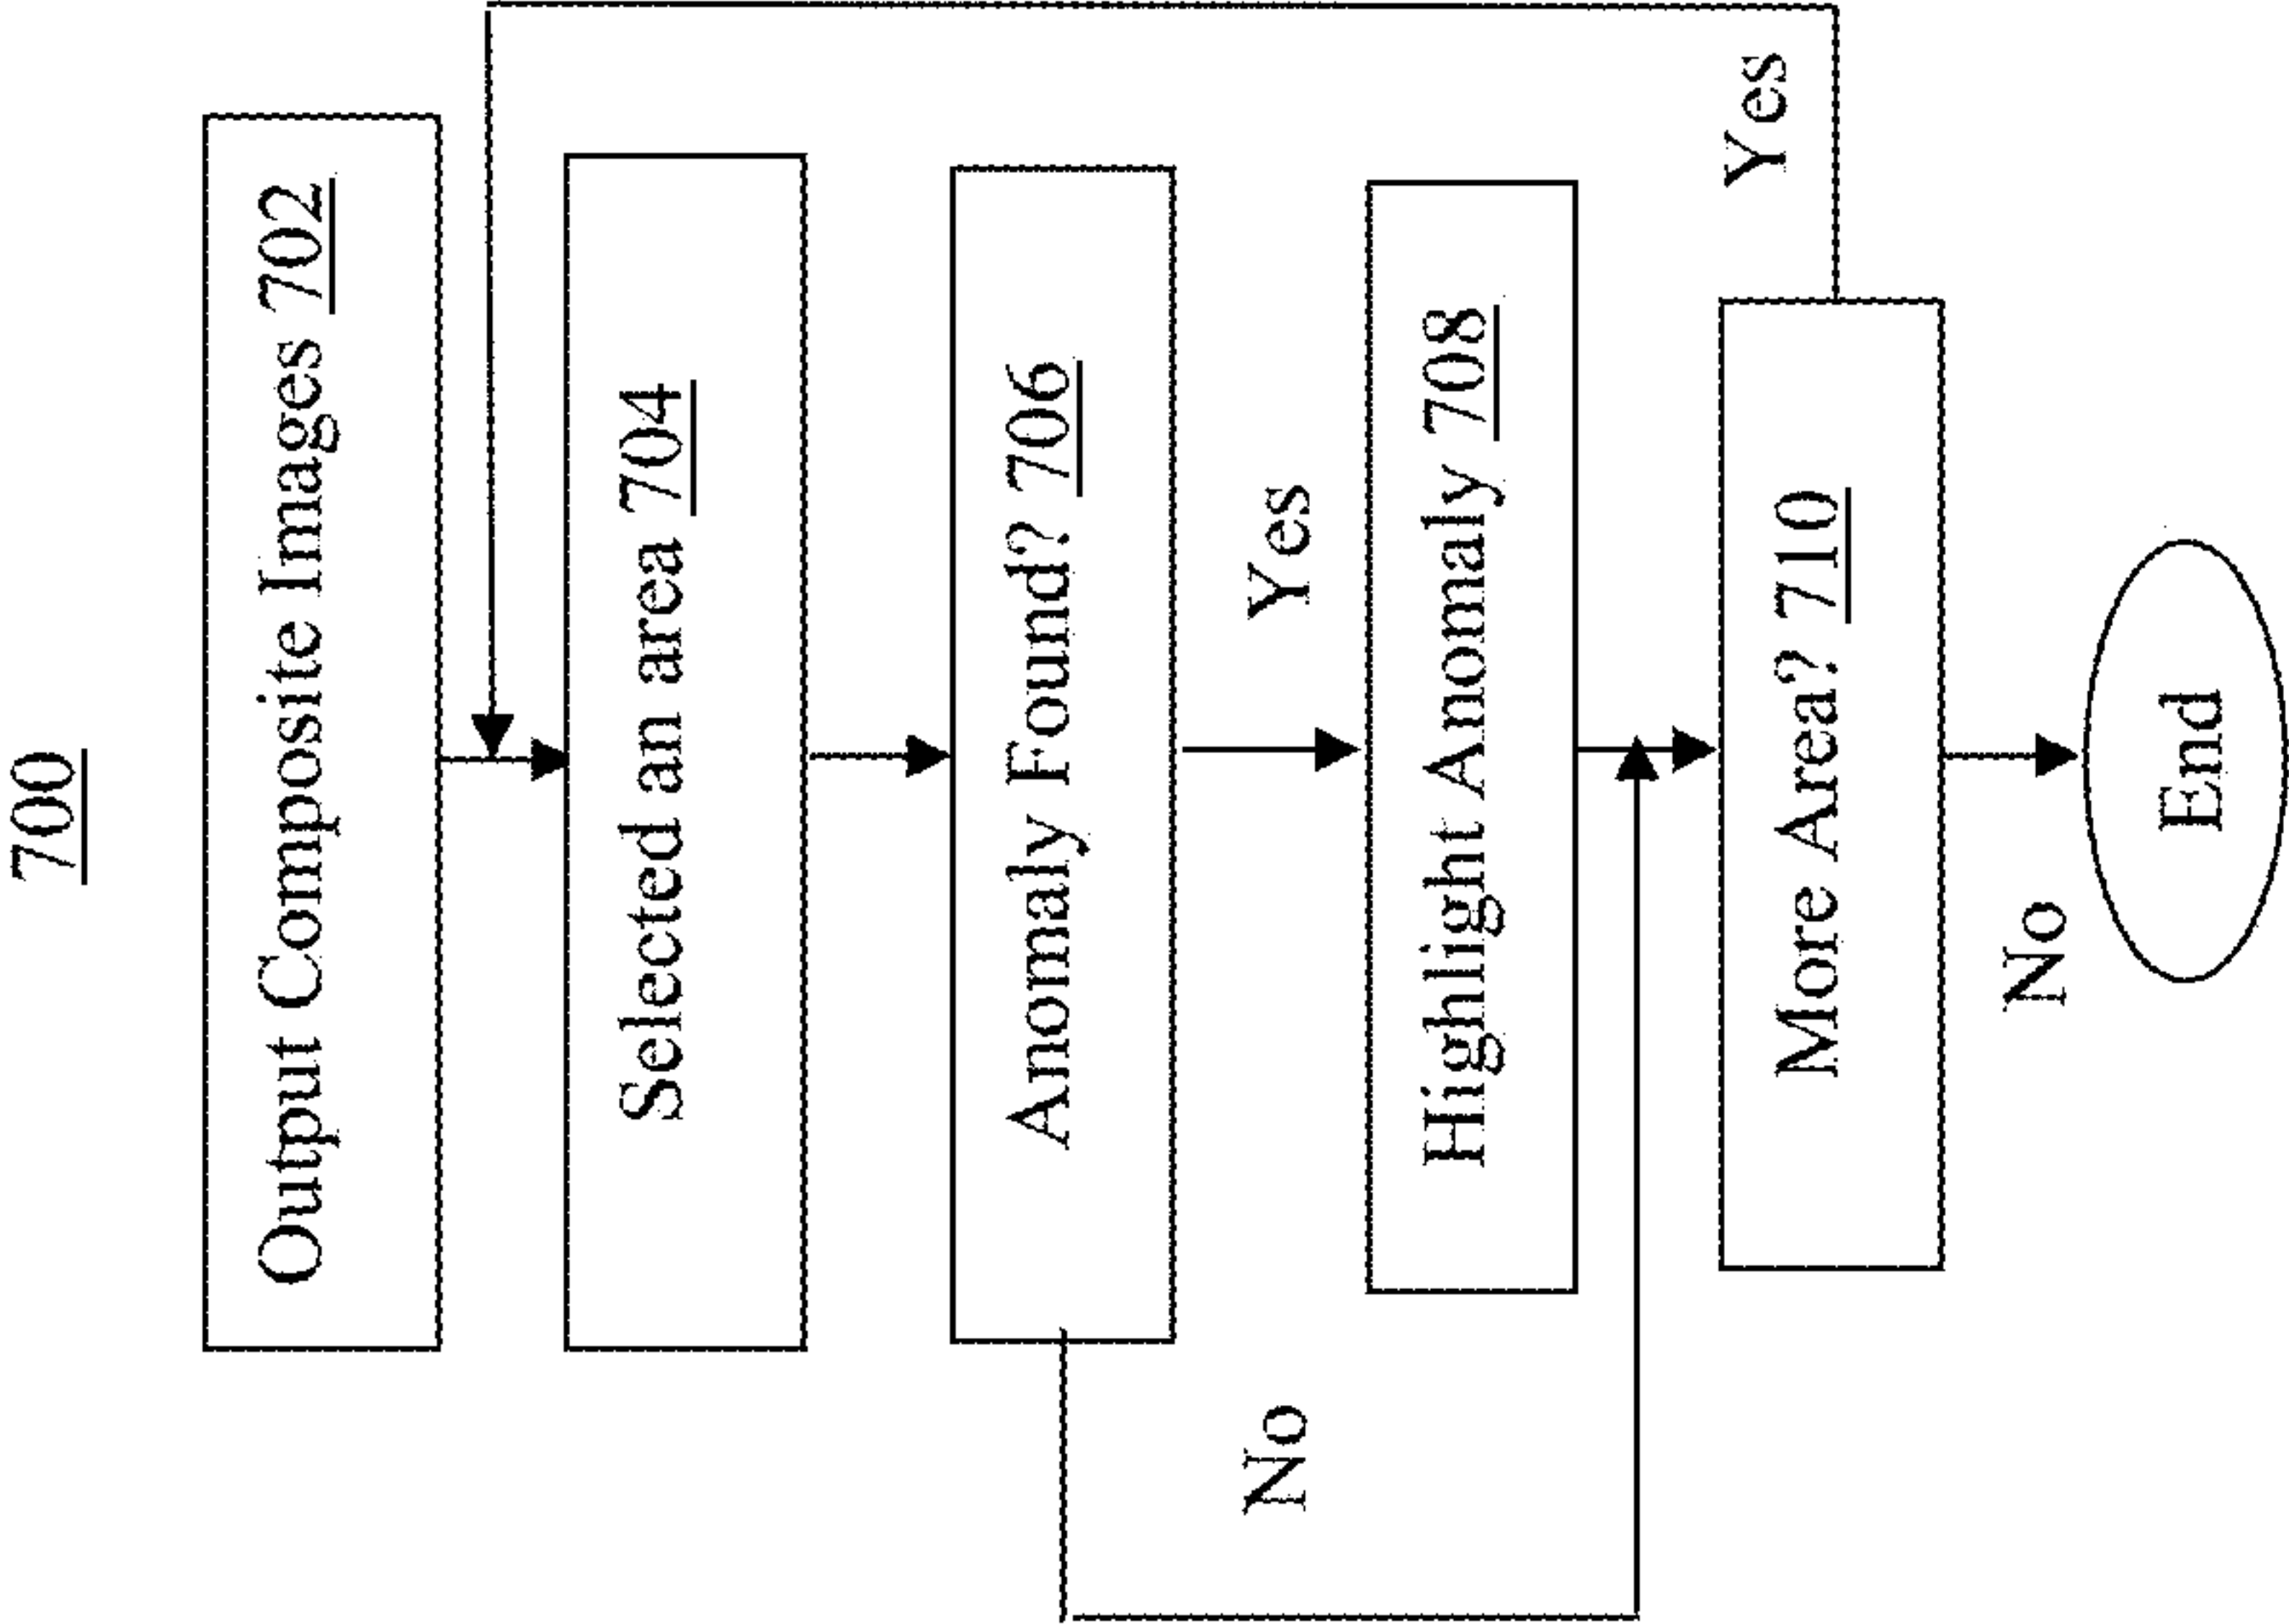 700
Output Composite Images 702
Selected an area 704
Anomaly Found? 706
No
Yes
Highlight Anomaly 708
More Area? 710
Yes
No
End